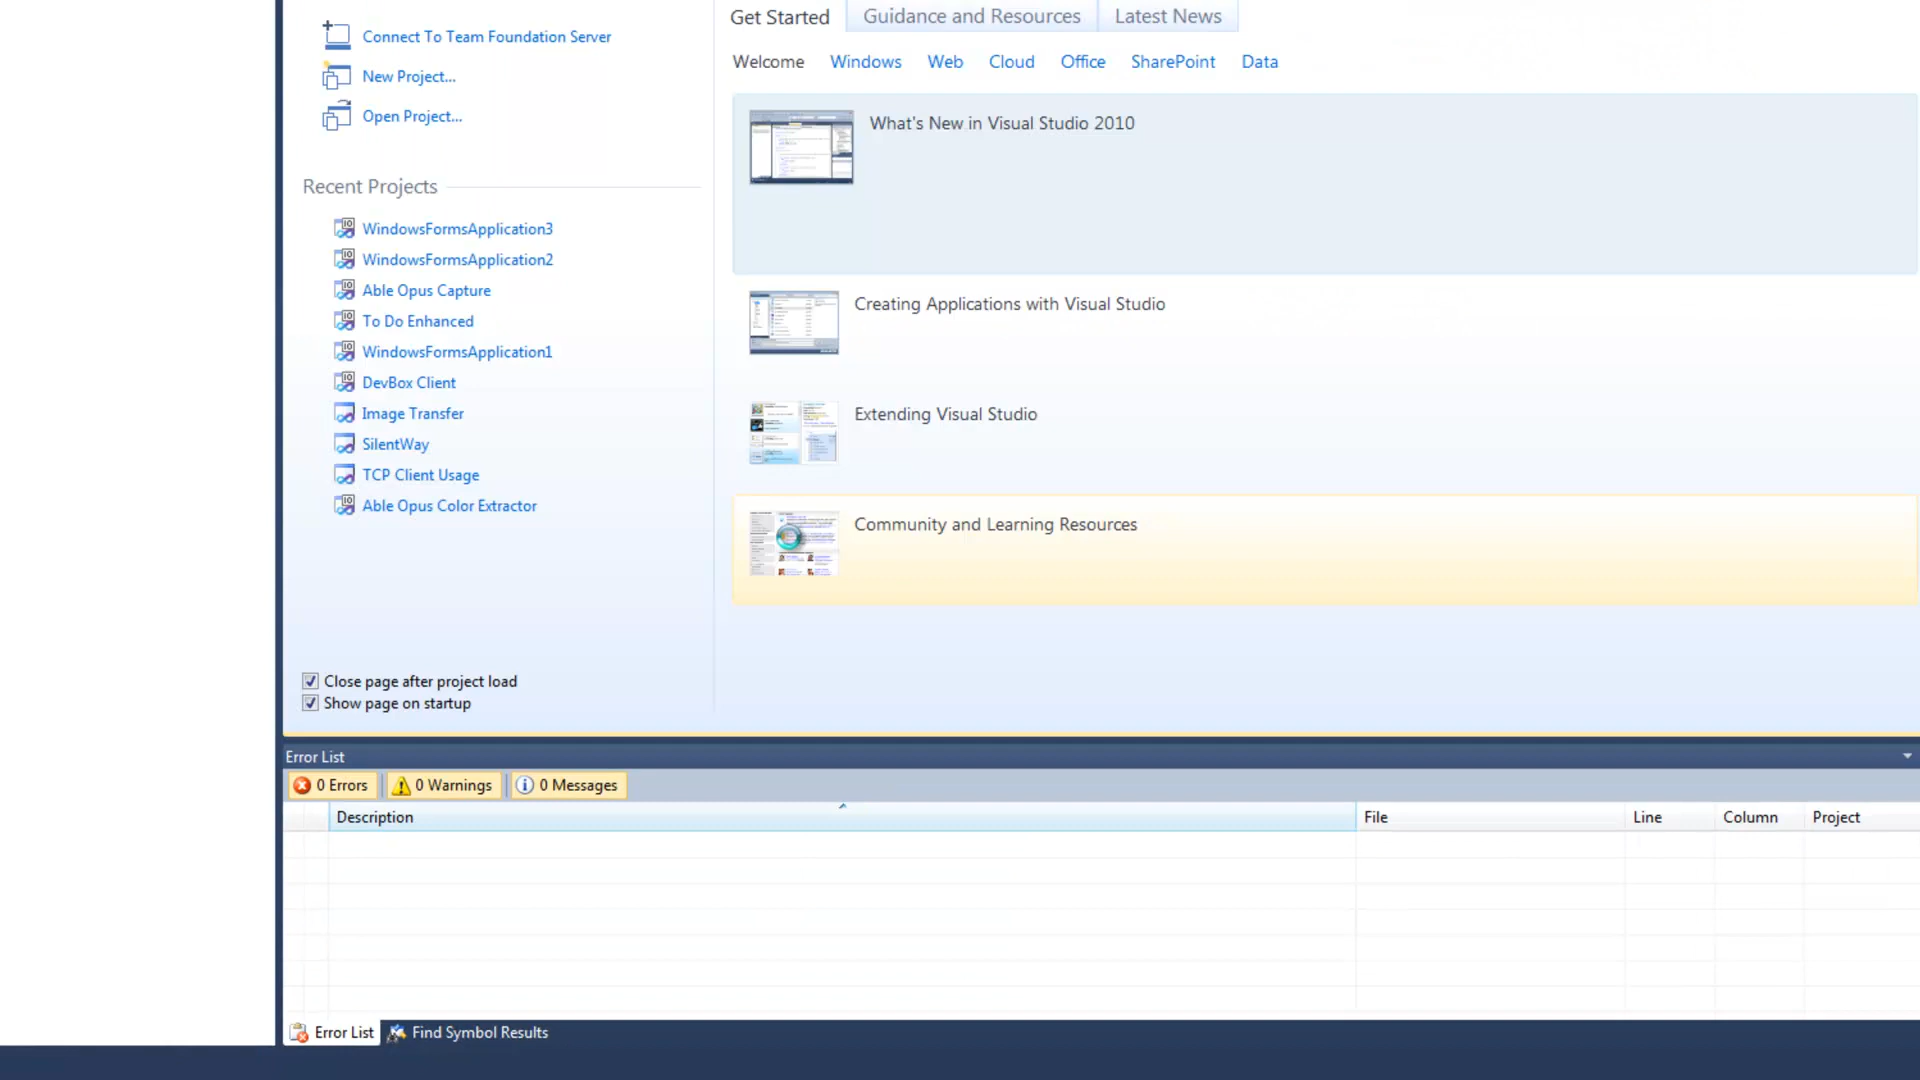 Connect To Team Foundation Server
New Project...
Open Project...
Recent Projects
WindowsFormsApplication3
WindowsFormsApplication2
Able Opus Capture
To Do Enhanced
WindowsFormsApplication1
DevBox Client
Image Transfer
SilentWay
TCP Client Usage
Able Opus Color Extractor
Close page after project load
Show page on startup
Get Started Guidance and Resources Latest News
Welcome Windows Web Cloud Office SharePoint Data
What's New in Visual Studio 2010
Creating Applications with Visual Studio
Extending Visual Studio
Community and Learning Resources
Error List
0 Errors 0 Warnings 0 Messages
Description File Line Column Project
Error List Find Symbol Results